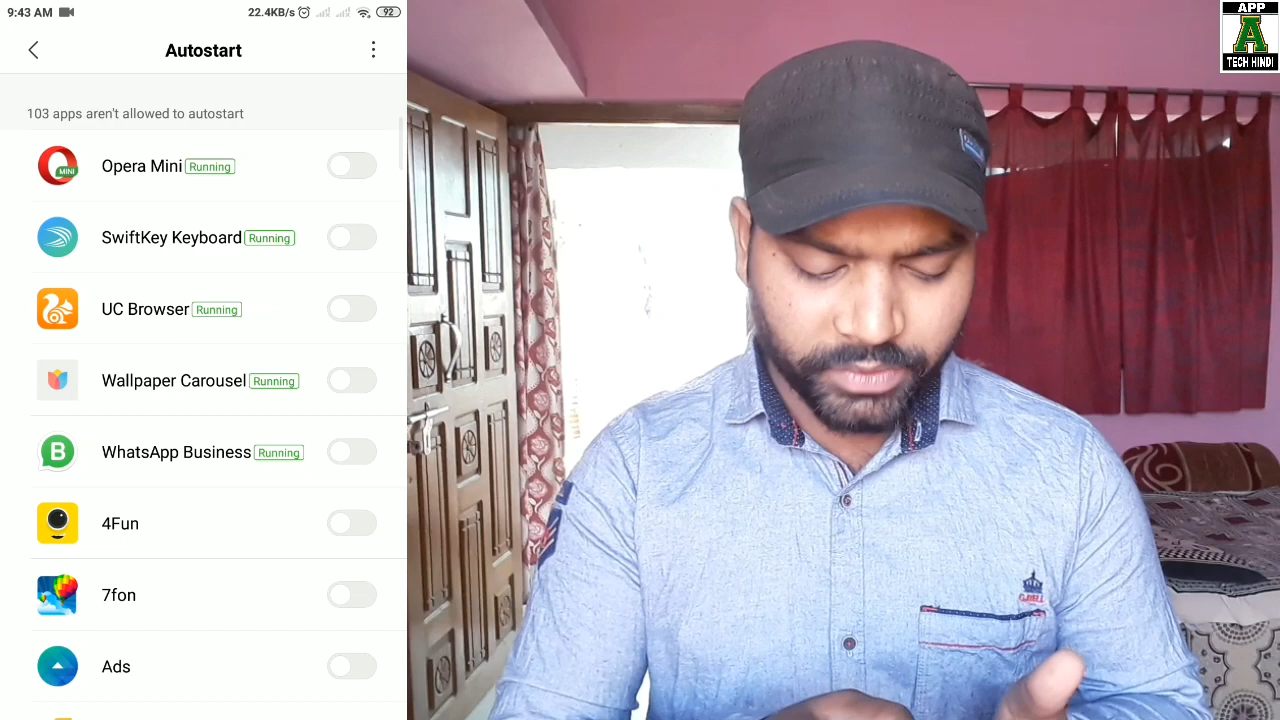 9:43 AM 22.4KB/s 92
Autostart
103 apps aren't allowed to autostart
Opera Mini Running
SwiftKey Keyboard Running
UC Browser Running
Wallpaper Carousel Running
WhatsApp Business Running
4Fun
7fon
Ads
APP
A
TECH HINDI
MINI
B